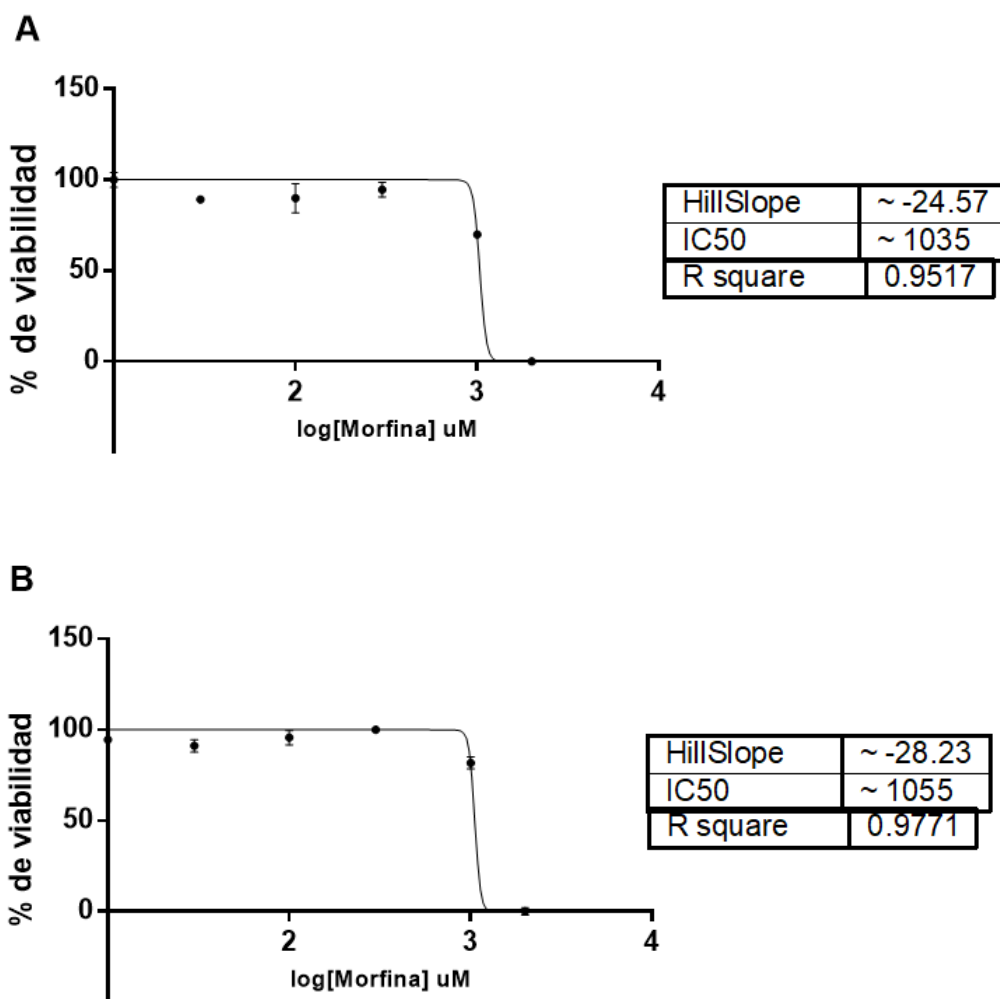 A
150
100
50
0
% de viabilidad
2 3 4
log[Morfina] uM
HillSlope ~ -24.57
IC50 ~ 1035
R square 0.9517
B
150
100
50
0
% de viabilidad
2 3 4
log[Morfina] uM
HillSlope ~ -28.23
IC50 ~ 1055
R square 0.9771